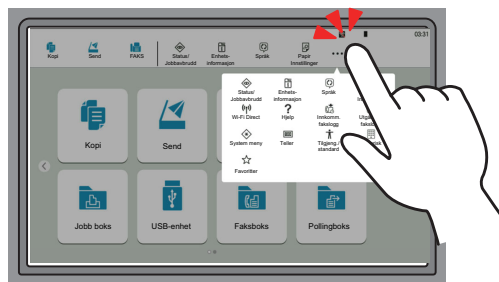 03:31
Kopi
Send
FAKS
Status/
Jobbavbrudd
Enhets-
informasjon
Språk
Papir
Innstillinger
Status/
Jobbavbrudd
Enhets-
informasjon
Språk
Wi-Fi Direct
Hjelp
Innkomm.
fakslogg
System meny
Teller
Tilgjeng./
standard
Favoritter
Kopi
Send
Jobb boks
USB-enhet
Faksboks
Pollingboks